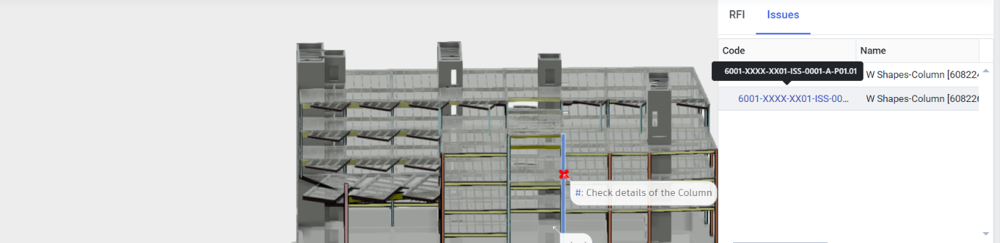 RFI Issues
Code Name
6001-XXXX-XX01-ISS-0001-A-P01.01
W Shapes-Column [608224
6001-XXXX-XX01-ISS-00... W Shapes-Column [608226
#: Check details of the Column